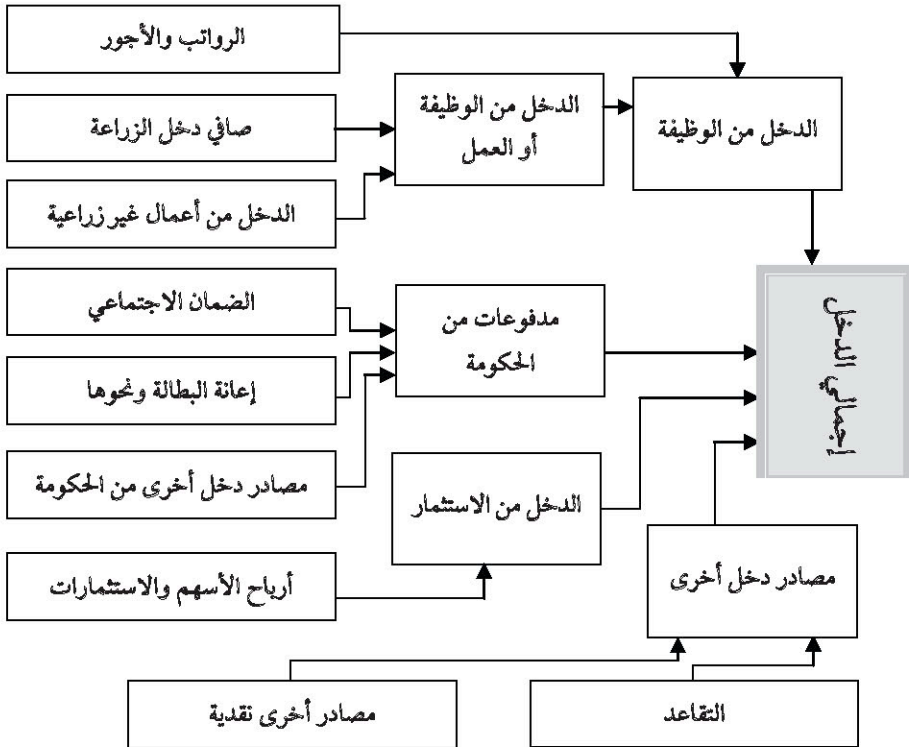 الرواتب والأجور
الدخل من الوظيفة
أو العمل
الدخل من الوظيفة
صافي دخل الزراعة
الدخل من أعمال غير زراعية
الضمان الاجتماعي
مدفوعات من
الحكومة
إجمالي الدخل
إعانة البطالة ونحوها
مصادر دخل أخرى من الحكومة
الدخل من الاستثمار
أرباح الأسهم والاستثمارات
مصادر دخل أخرى
مصادر أخرى نقدية
التقاعد